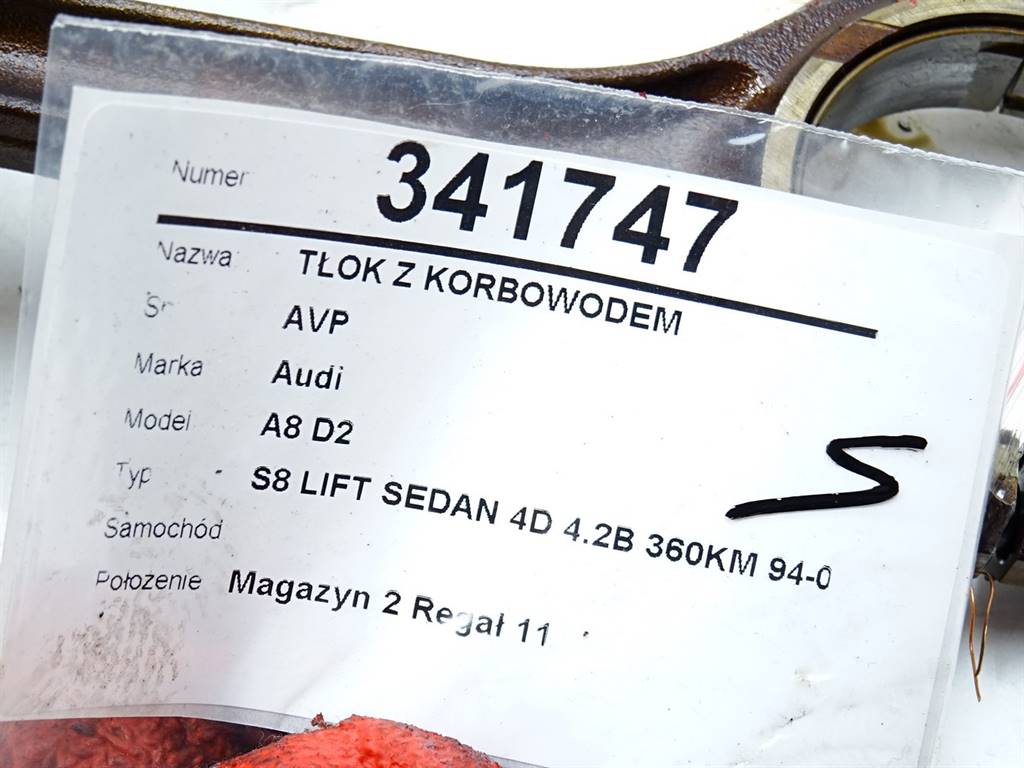 Numer 341747
Nazwa TŁOK Z KORBOWODEM
Sr AVP
Marka Audi
Model A8 D2
Typ S8 LIFT SEDAN 4D 4.2B 360KM 94-0
Samochód
Położenie Magazyn 2 Regał 11
S